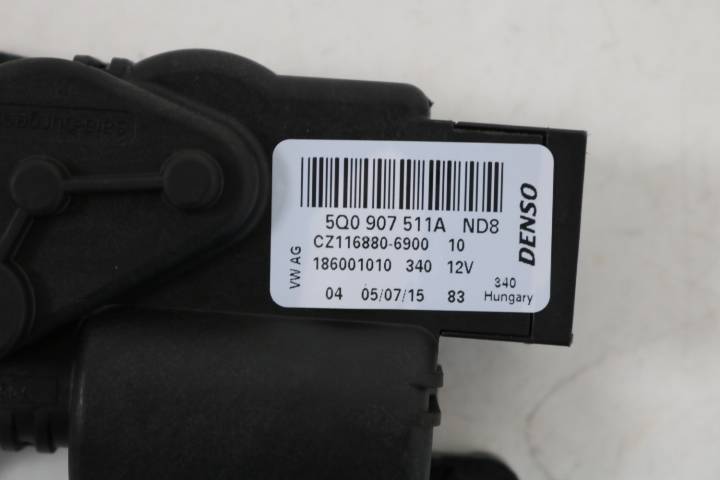 5Q0 907 511A ND8
CZ116880-6900 10
186001010 340 12V
04 05/07/15 83
VW AG
DENSO
340
Hungary